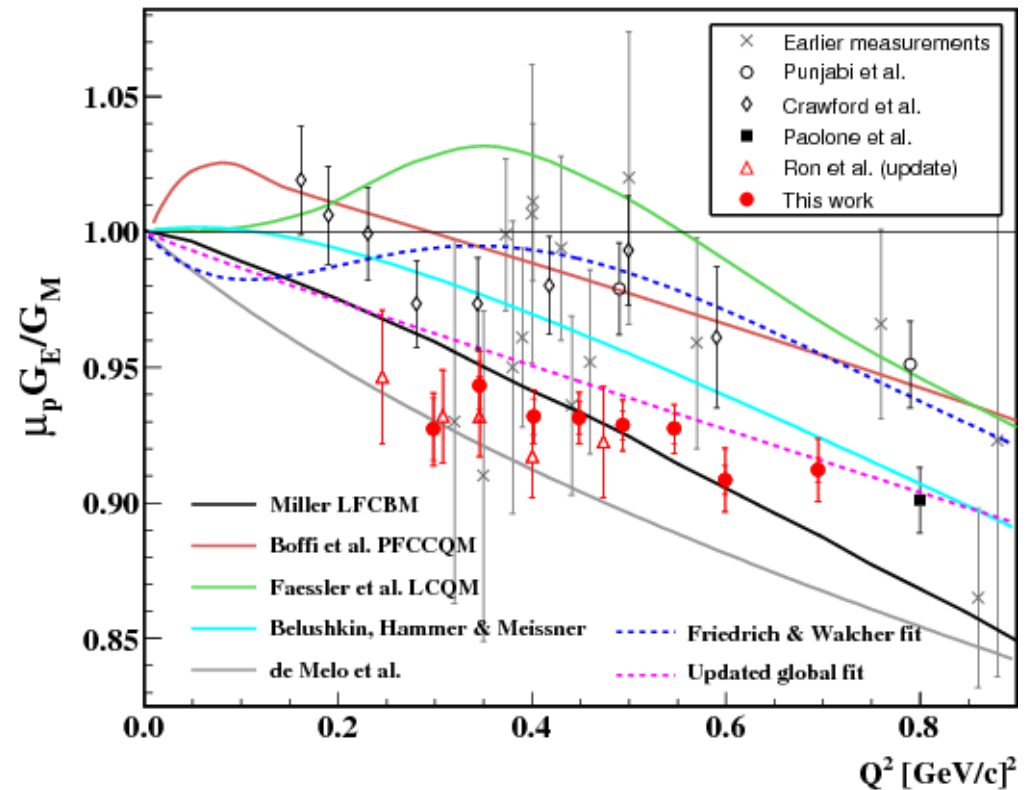 Earlier measurements
Punjabi et al.
Crawford et al.
Paolone et al.
Ron et al. (update)
This work
1.05
1.00
0.95
0.90
0.85
μpGE/GM
Miller LFCBM
Boffi et al. PFCCQM
Faessler et al. LCQM
Belushkin, Hammer & Meissner
de Melo et al.
Friedrich & Walcher fit
Updated global fit
0.0 0.2 0.4 0.6 0.8
Q² [GeV/c]²